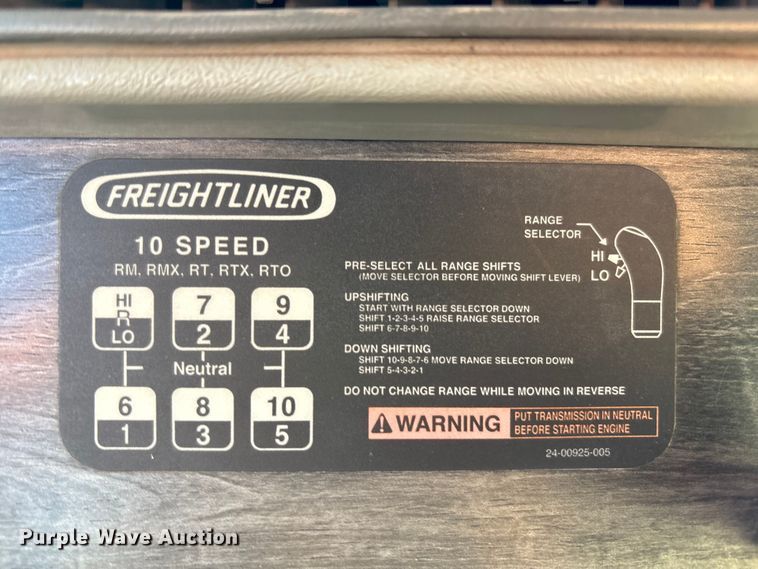 FREIGHTLINER
10 SPEED
RM, RMX, RT, RTX, RTO
HI
R
LO
7
2
9
4
Neutral
6
1
8
3
10
5
RANGE
SELECTOR
HI
LO
PRE-SELECT ALL RANGE SHIFTS
(MOVE SELECTOR BEFORE MOVING SHIFT LEVER)
UPSHIFTING
START WITH RANGE SELECTOR DOWN
SHIFT 1-2-3-4-5 RAISE RANGE SELECTOR
SHIFT 6-7-8-9-10
DOWN SHIFTING
SHIFT 10-9-8-7-6 MOVE RANGE SELECTOR DOWN
SHIFT 5-4-3-2-1
DO NOT CHANGE RANGE WHILE MOVING IN REVERSE
WARNING
PUT TRANSMISSION IN NEUTRAL
BEFORE STARTING ENGINE
24-00925-005
Purple Wave Auction